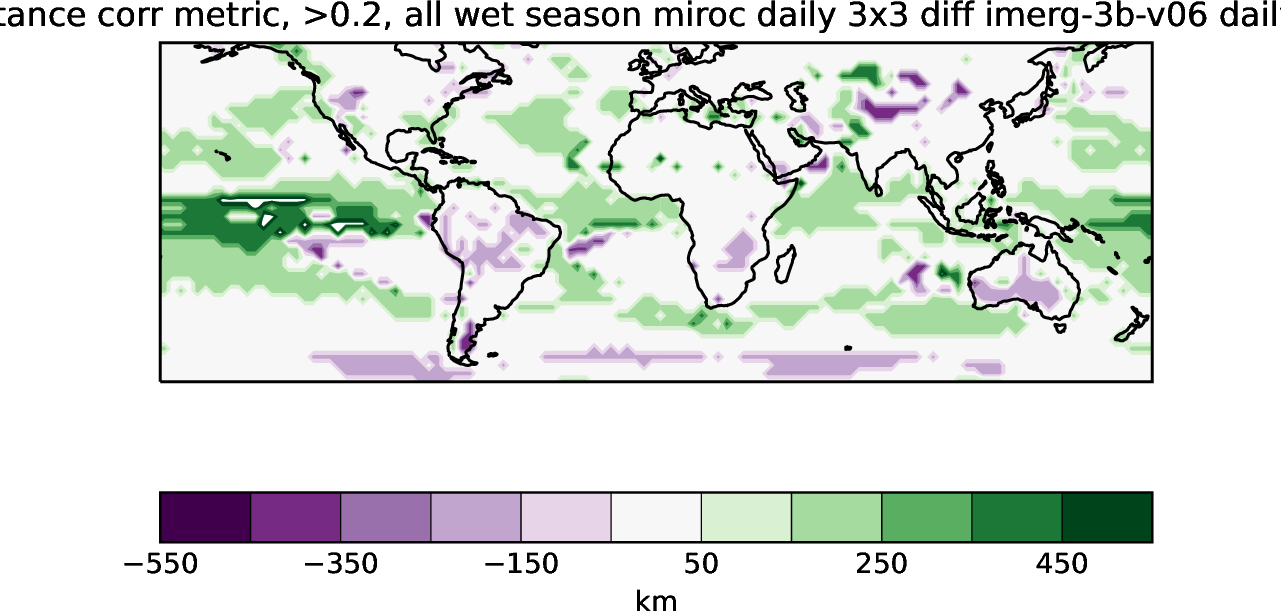 tance corr metric, >0.2, all wet season miroc daily 3x3 diff imerg-3b-v06 dail
−550 −350 −150 50 250 450
km